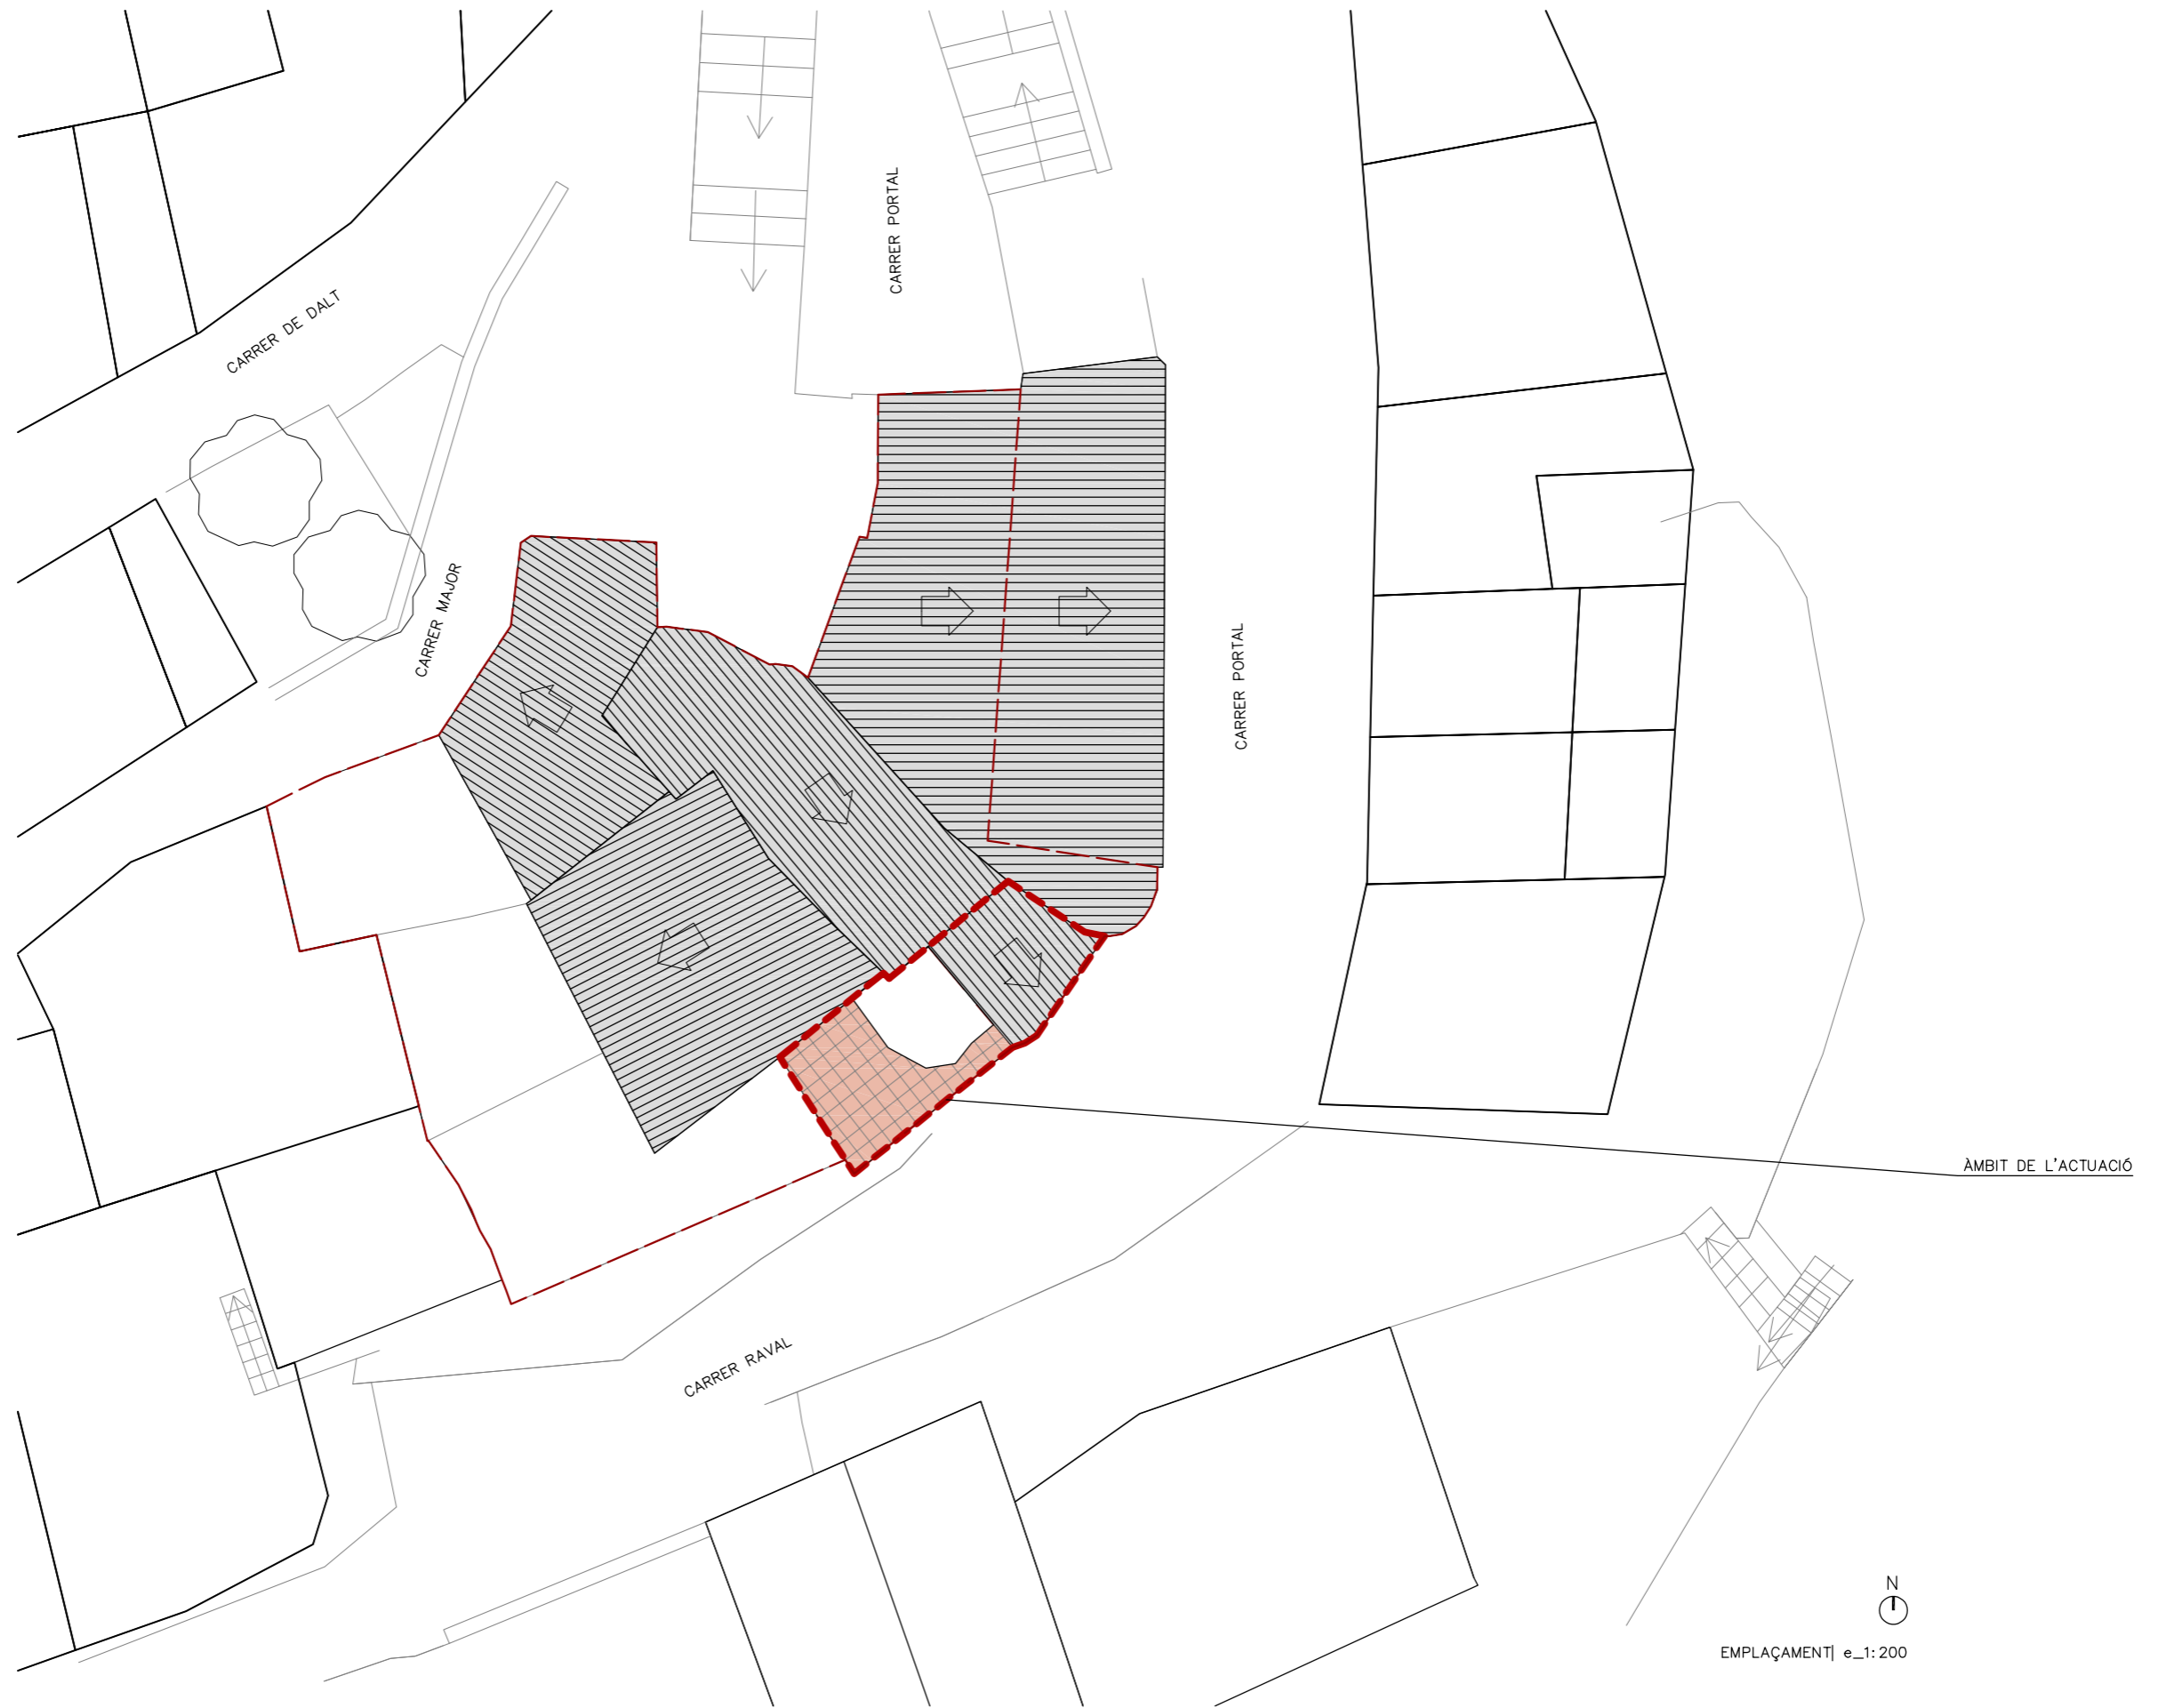 CARRER PORTAL
CARRER DE DALT
CARRER MAJOR
CARRER PORTAL
ÀMBIT DE L'ACTUACIÓ
CARRER RAVAL
N
EMPLAÇAMENT| e_1:200